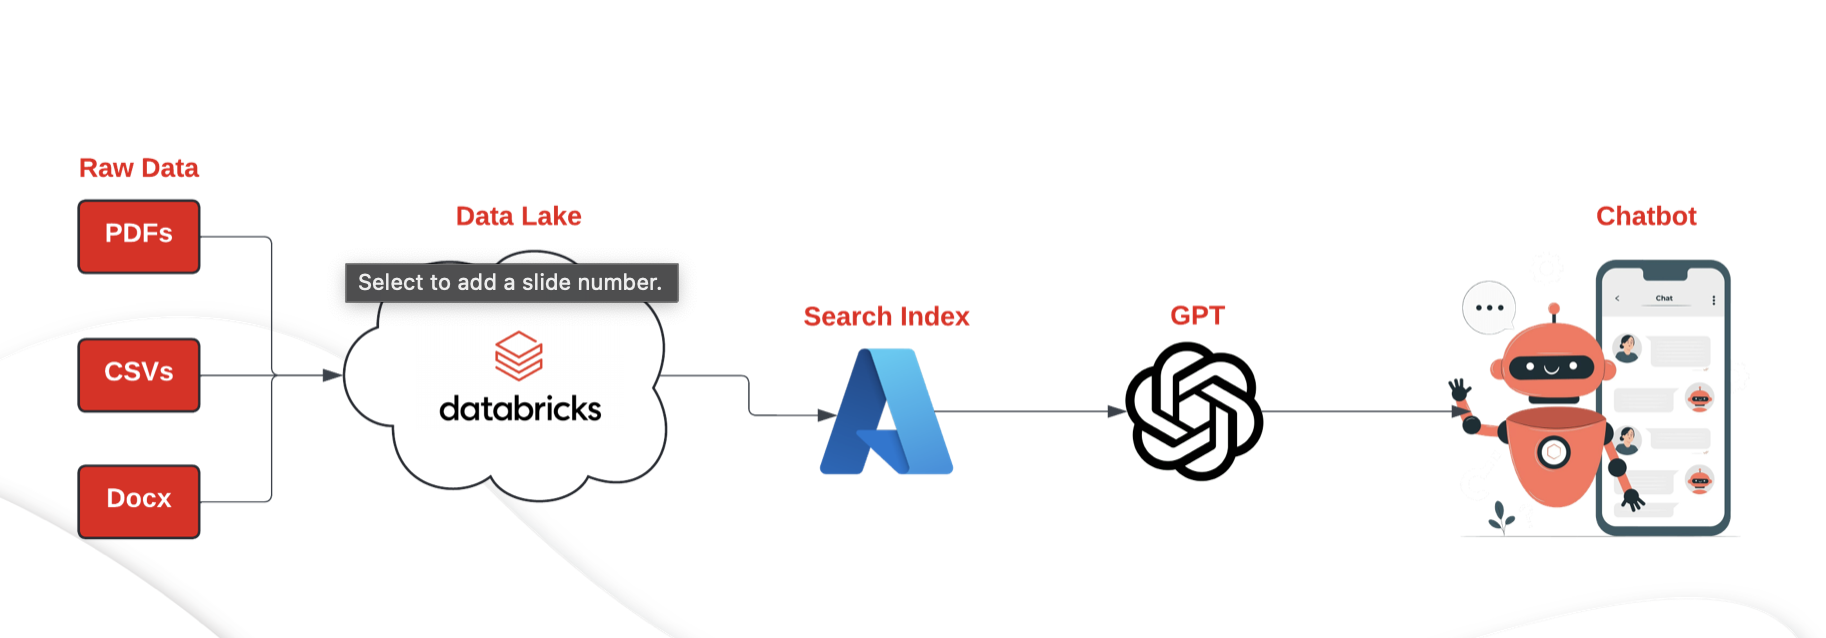 Raw Data
PDFs
CSVs
Docx
Data Lake
Select to add a slide number.
databricks
Search Index
GPT
Chatbot
Chat